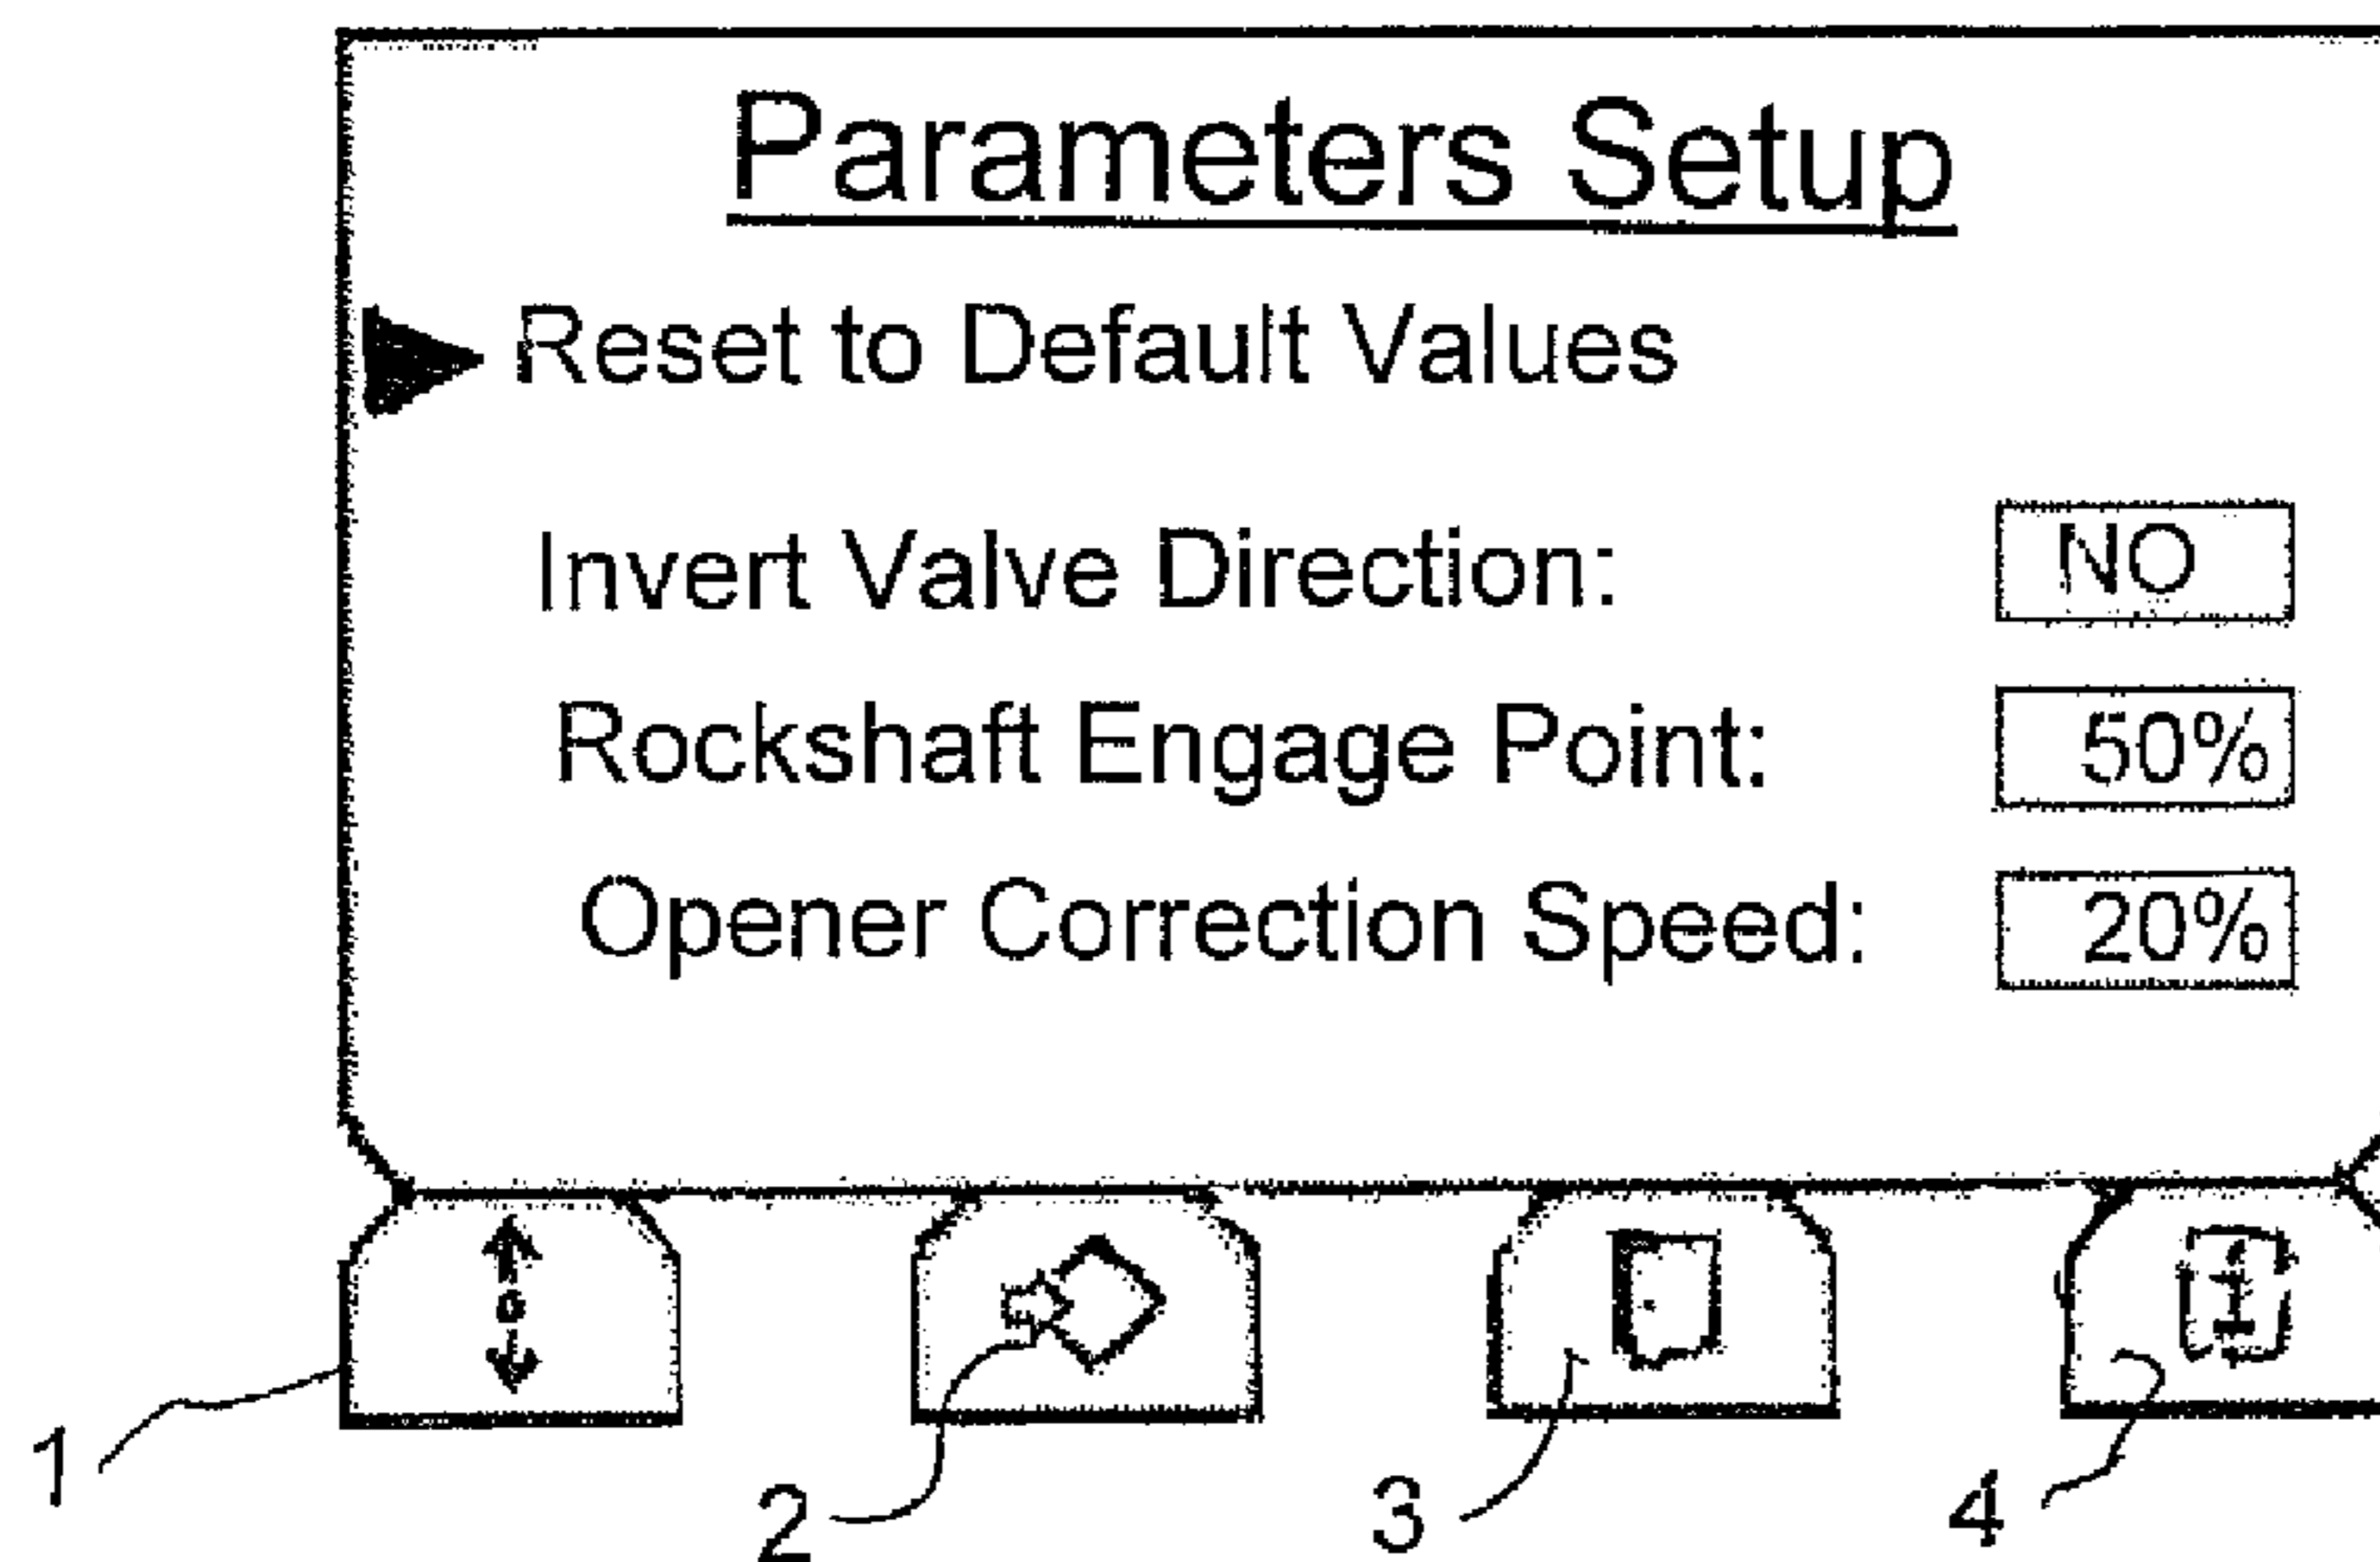 Parameters Setup
Reset to Default Values
Invert Valve Direction: NO
Rockshaft Engage Point: 50%
Opener Correction Speed: 20%
i
1 2 3 4